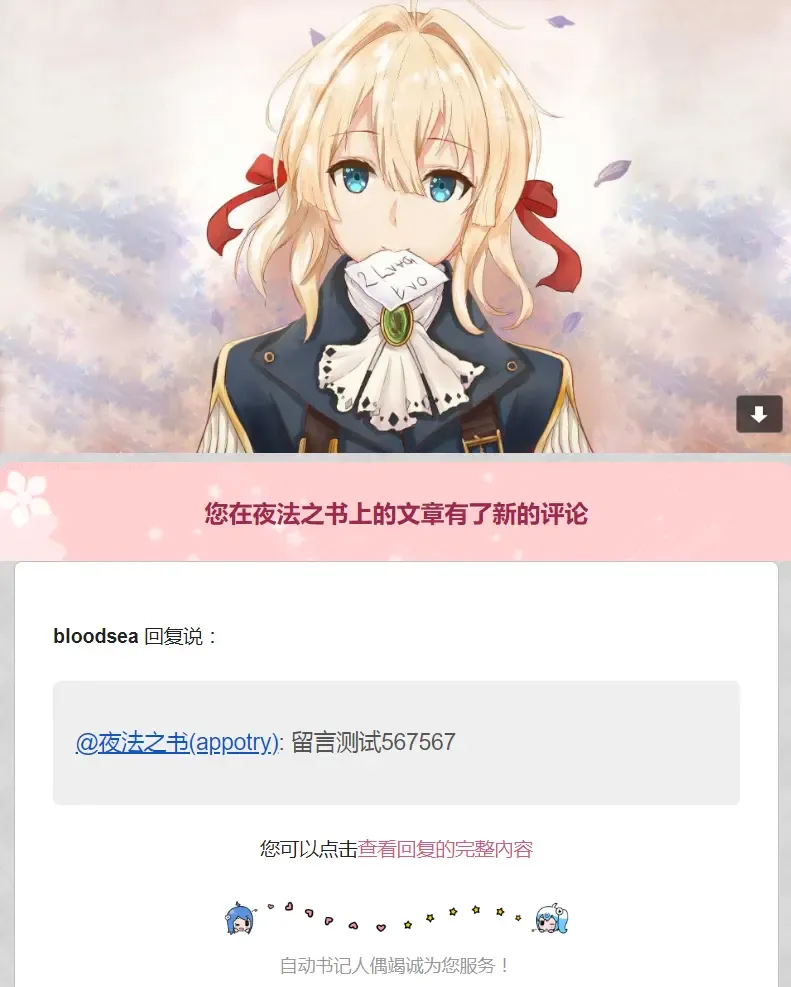 您在夜法之书上的文章有了新的评论
bloodsea 回复说：
@夜法之书(appotry): 留言测试567567
您可以点击查看回复的完整内容
自动书记人偶竭诚为您服务！